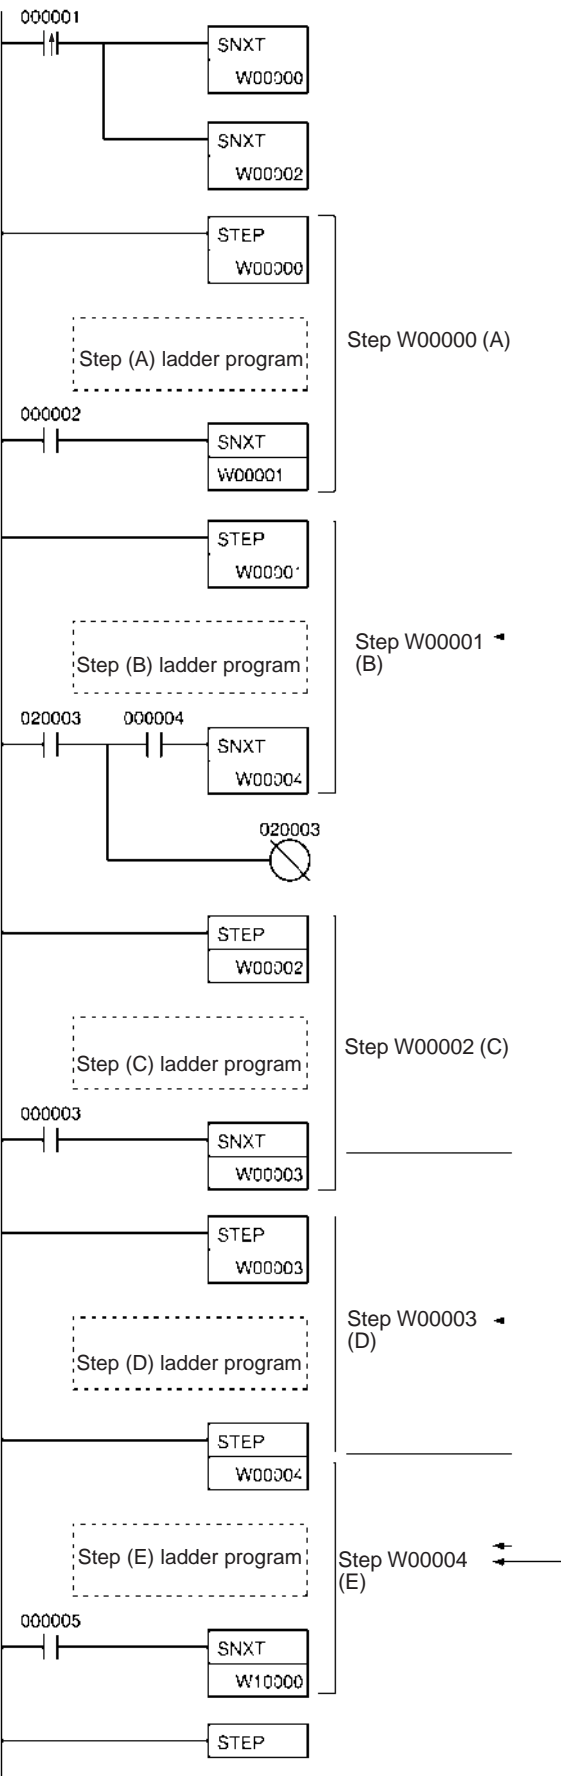 000001
SNXT
W00000
SNXT
W00002
STEP
W00000
Step W00000 (A)
Step (A) ladder program
000002
SNXT
W00001
STEP
W00001
Step W00001
(B)
Step (B) ladder program
020003 000004
SNXT
W00004
020003
STEP
W00002
Step W00002 (C)
Step (C) ladder program
000003
SNXT
W00003
STEP
W00003
Step W00003
(D)
Step (D) ladder program
STEP
W00004
Step (E) ladder program
Step W00004
(E)
000005
SNXT
W10000
STEP